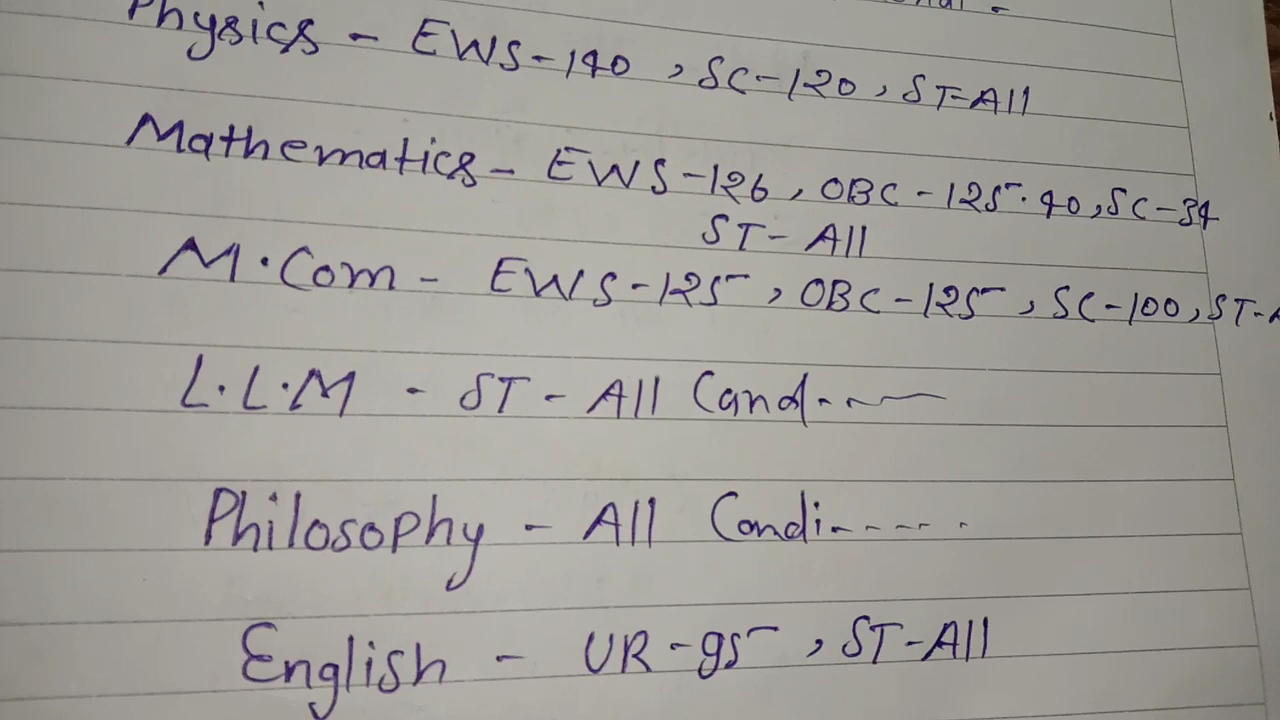 Physics - EWS-140, SC-120, ST-All
Mathematics - EWS-126, OBC-125.40, SC-34
ST-All
M.Com - EWS-125, OBC-125, SC-100, ST-A
L.L.M - ST-All Cand..
Philosophy - All Condi-----
English - UR-95, ST-All